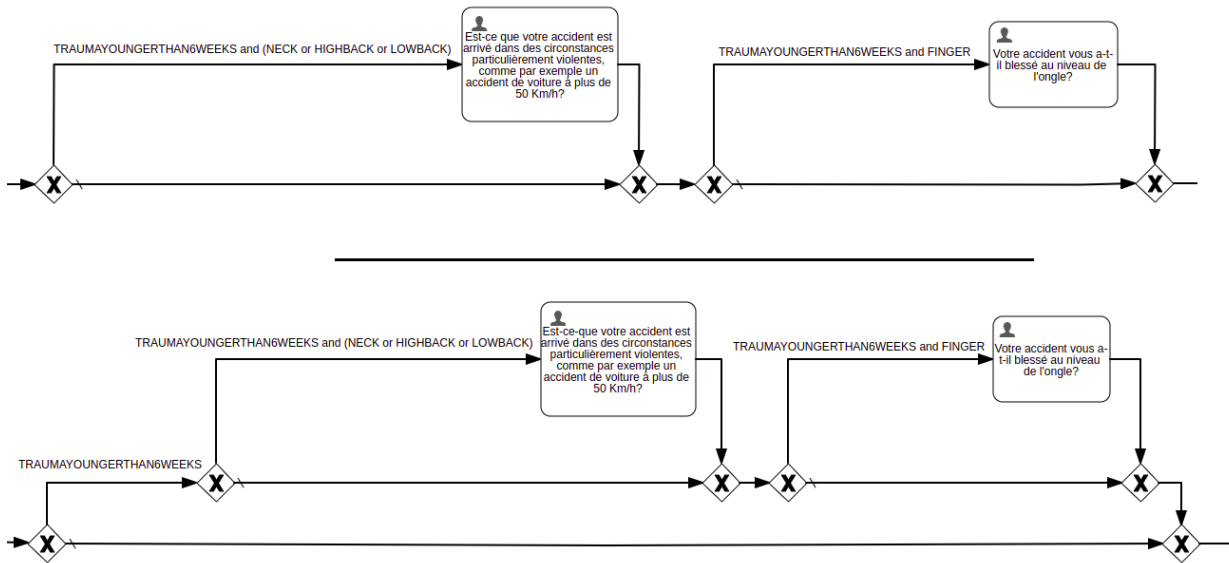 TRAUMAYOUNGERTHAN6WEEKS and (NECK or HIGHBACK or LOWBACK)
Est-ce que votre accident est
arrivé dans des circonstances
particulièrement violentes,
comme par exemple un
accident de voiture à plus de
50 Km/h?
TRAUMAYOUNGERTHAN6WEEKS and FINGER
Votre accident vous a-t-
il blessé au niveau de
l'ongle?
X
X
X
X
TRAUMAYOUNGERTHAN6WEEKS and (NECK or HIGHBACK or LOWBACK)
Est-ce-que votre accident est
arrivé dans des circonstances
particulièrement violentes,
comme par exemple un
accident de voiture à plus de
50 Km/h?
TRAUMAYOUNGERTHAN6WEEKS and FINGER
Votre accident vous a-
t-il blessé au niveau
de l'ongle?
TRAUMAYOUNGERTHAN6WEEKS
X
X
X
X
X
X